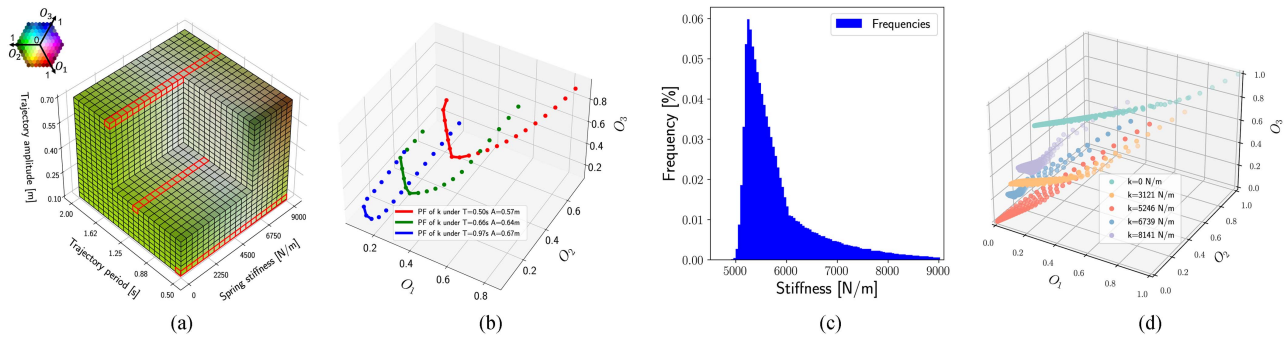 O3
1
1
0
O2
O1
1
Trajectory amplitude [m]
0.70
0.55
0.40
0.25
0.10
2.00
1.62
1.25
0.88
0.50
Trajectory period [s]
0
2250
4500
6750
9000
Spring stiffness [N/m]
(a)
0.8
0.6
0.4
0.2
O3
PF of k under T=0.50s A=0.57m
PF of k under T=0.66s A=0.64m
PF of k under T=0.97s A=0.67m
0.2
0.4
0.6
0.8
O1
0.2
0.4
0.6
O2
(b)
Frequencies
Frequency [%]
0.06
0.05
0.04
0.03
0.02
0.01
0.00
5000
6000
7000
8000
9000
Stiffness [N/m]
(c)
1.0
0.8
0.6
0.4
0.2
0.0
O3
k=0 N/m
k=3121 N/m
k=5246 N/m
k=6739 N/m
k=8141 N/m
0.0
0.2
0.4
0.6
0.8
1.0
O1
0.0
0.2
0.4
0.6
0.8
1.0
O2
(d)